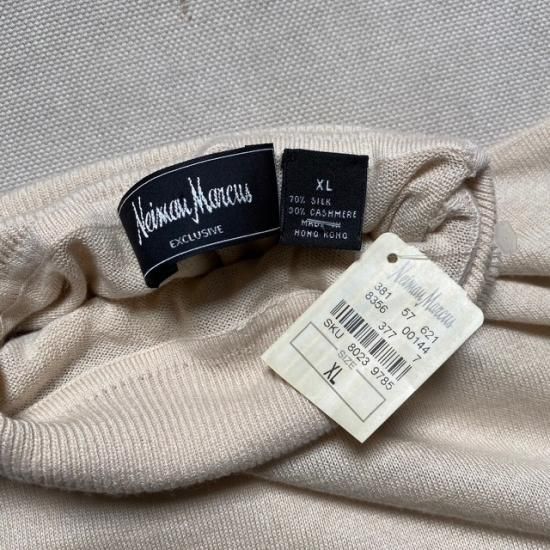 Neiman Marcus
EXCLUSIVE
XL
70% SILK
30% CASHMERE
MADE IN
HONG KONG
Neiman Marcus
381 57 621
8356 377 00144 7
SKU 8023 9785
SIZE
XL